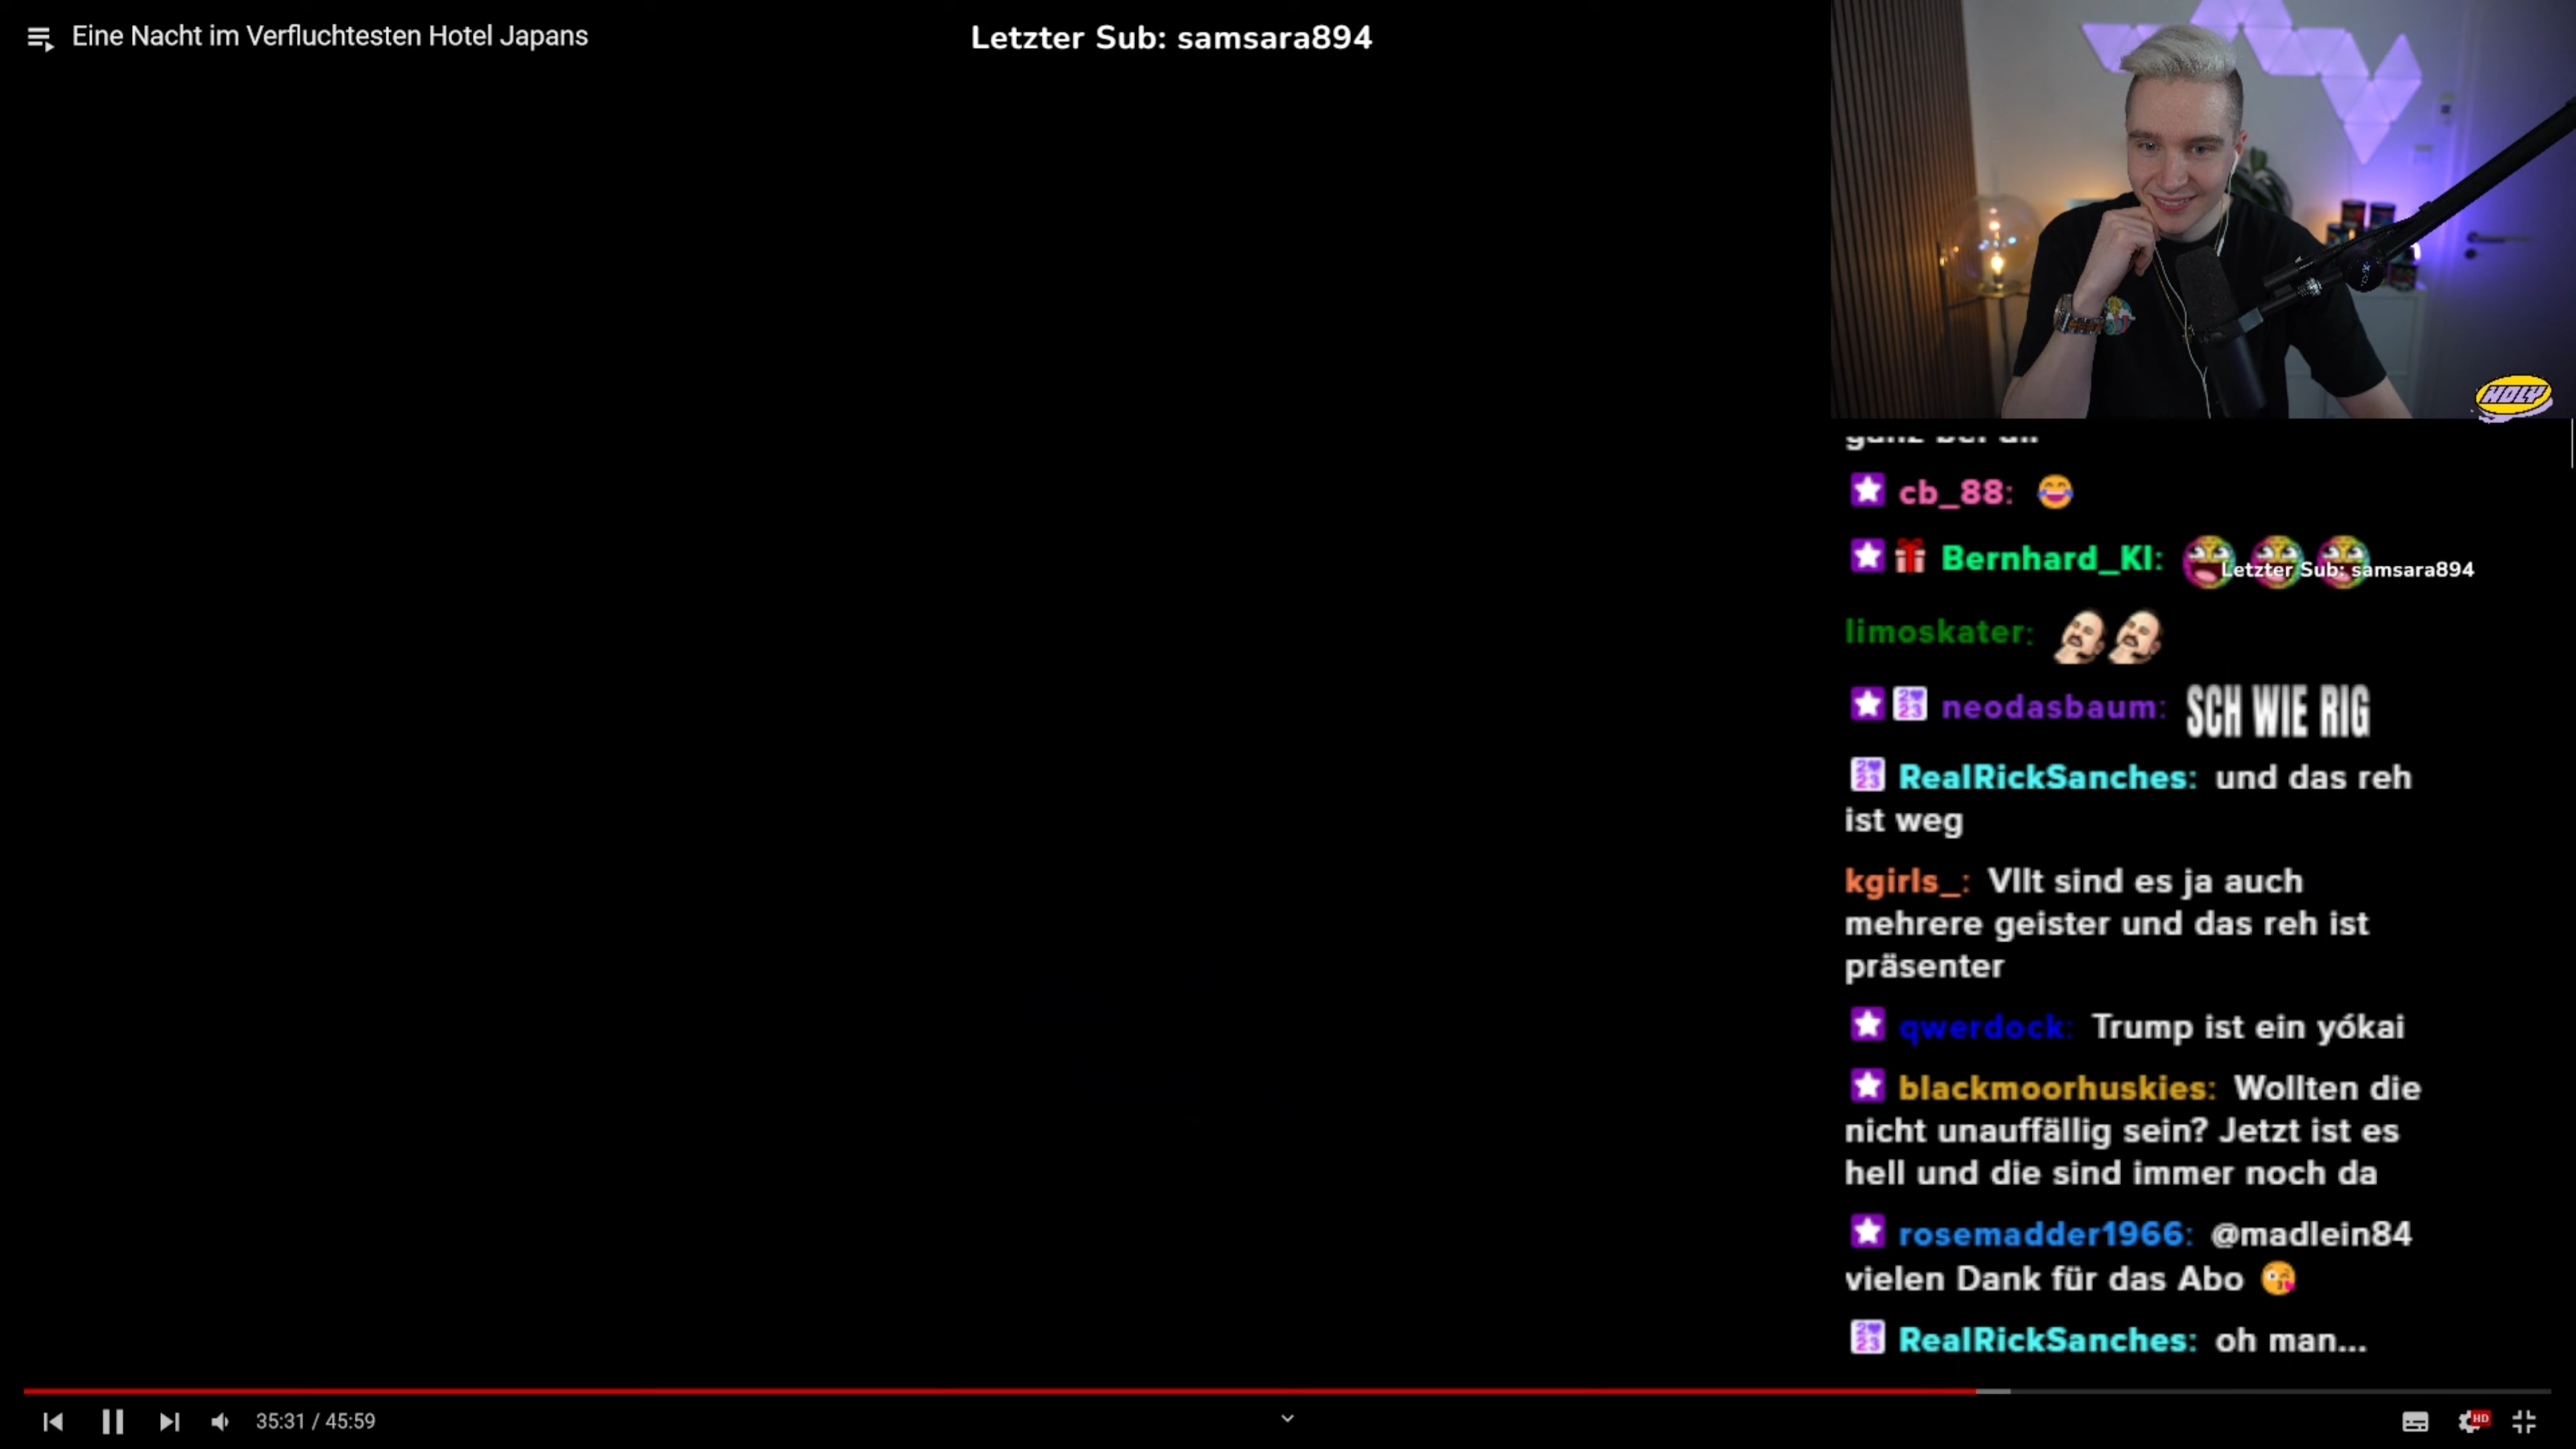 Eine Nacht im Verfluchtesten Hotel Japans
Letzter Sub: samsara894
HOLY
cb_88:
Bernhard_KI:
Letzter Sub: samsara894
limoskater:
neodasbaum: SCH WIE RIG
RealRickSanches: und das reh
ist weg
kgirls_: Vllt sind es ja auch
mehrere geister und das reh ist
präsenter
qwerdock: Trump ist ein yókai
blackmoorhuskies: Wollten die
nicht unauffällig sein? Jetzt ist es
hell und die sind immer noch da
rosemadder1966: @madlein84
vielen Dank für das Abo
RealRickSanches: oh man...
35:31 / 45:59
HD